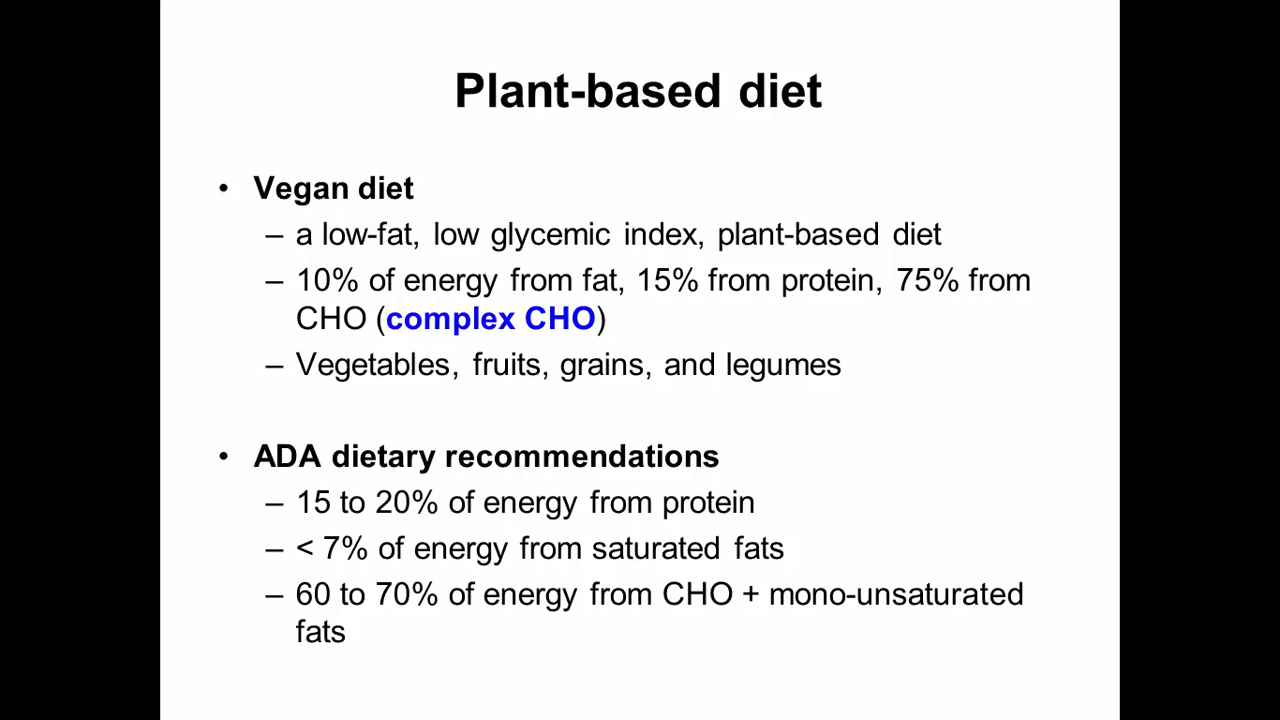 Plant-based diet
• Vegan diet
– a low-fat, low glycemic index, plant-based diet
– 10% of energy from fat, 15% from protein, 75% from
CHO (complex CHO)
– Vegetables, fruits, grains, and legumes
• ADA dietary recommendations
– 15 to 20% of energy from protein
– < 7% of energy from saturated fats
– 60 to 70% of energy from CHO + mono-unsaturated
fats